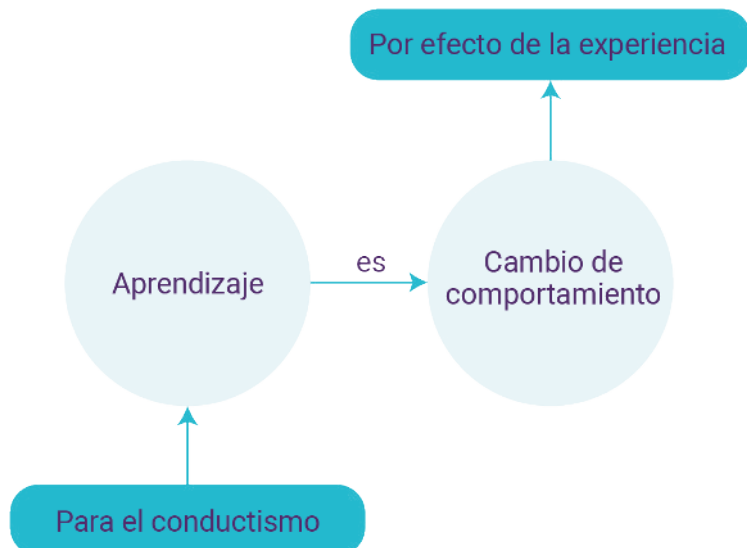 Por efecto de la experiencia
Aprendizaje
es
Cambio de
comportamiento
Para el conductismo